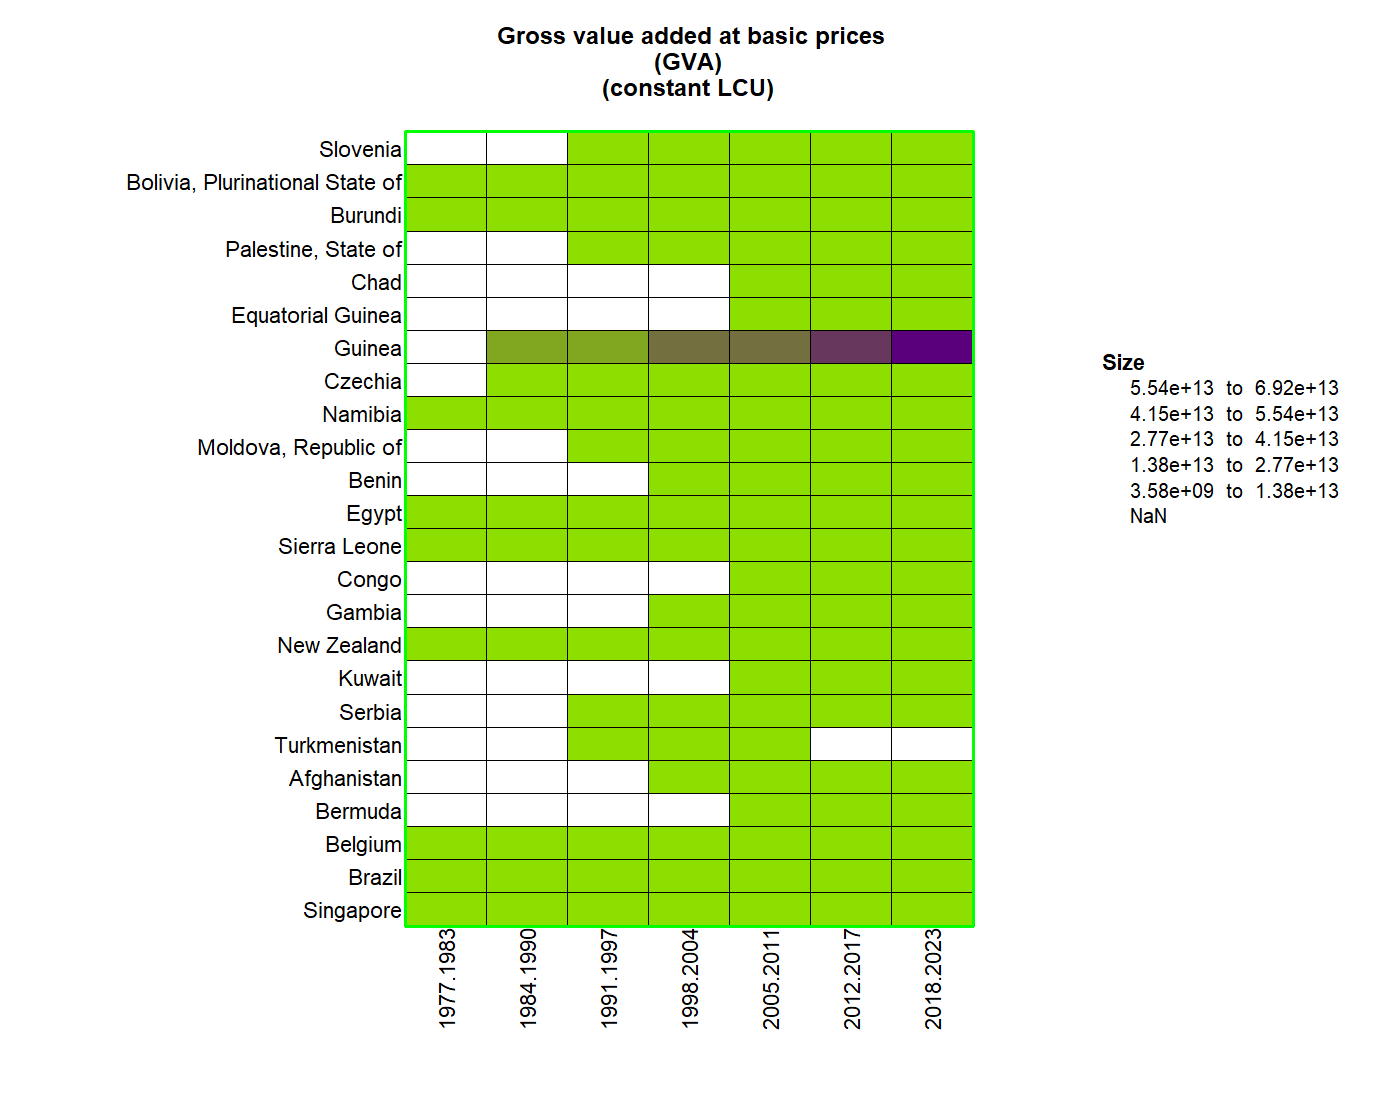 Gross value added at basic prices
(GVA)
(constant LCU)
Slovenia
Bolivia, Plurinational State of
Burundi
Palestine, State of
Chad
Equatorial Guinea
Guinea
Czechia
Namibia
Moldova, Republic of
Benin
Egypt
Sierra Leone
Congo
Gambia
New Zealand
Kuwait
Serbia
Turkmenistan
Afghanistan
Bermuda
Belgium
Brazil
Singapore
1977.1983
1984.1990
1991.1997
1998.2004
2005.2011
2012.2017
2018.2023
Size
5.54e+13 to 6.92e+13
4.15e+13 to 5.54e+13
2.77e+13 to 4.15e+13
1.38e+13 to 2.77e+13
3.58e+09 to 1.38e+13
NaN